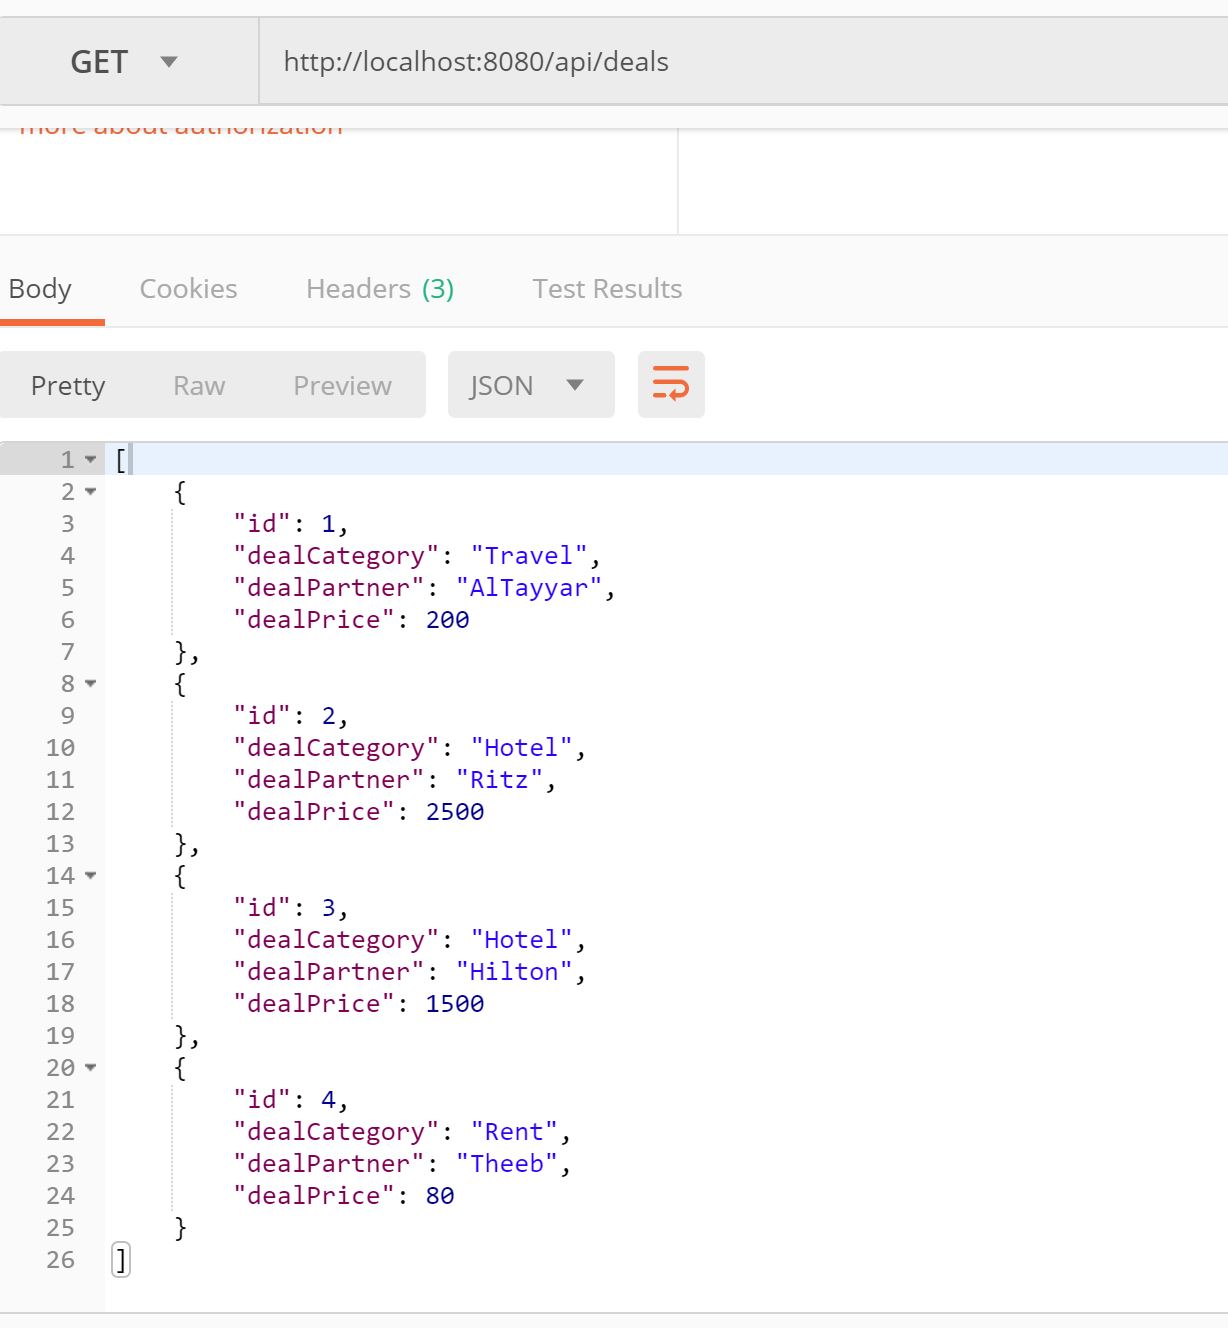 GET http://localhost:8080/api/deals
more about authorization
Body Cookies Headers (3) Test Results
Pretty Raw Preview JSON
1 [
2 {
3 "id": 1,
4 "dealCategory": "Travel",
5 "dealPartner": "AlTayyar",
6 "dealPrice": 200
7 },
8 {
9 "id": 2,
10 "dealCategory": "Hotel",
11 "dealPartner": "Ritz",
12 "dealPrice": 2500
13 },
14 {
15 "id": 3,
16 "dealCategory": "Hotel",
17 "dealPartner": "Hilton",
18 "dealPrice": 1500
19 },
20 {
21 "id": 4,
22 "dealCategory": "Rent",
23 "dealPartner": "Theeb",
24 "dealPrice": 80
25 }
26 ]